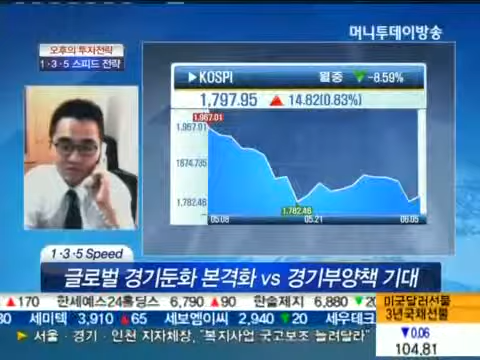 머니투데이방송
오후의 투자전략
1·3·5 스피드 전략
▶KOSPI 월중 ▼-8.59%
1,797.95 ▲ 14.82(0.83%)
1,967.01
1,967.01
1874.735
1,782.46
1,782.46
05.08 05.21 06.05
1·3·5 Speed
글로벌 경기둔화 본격화 vs 경기부양책 기대
▲170 한세예스24홀딩스 6,790 ▲90 한솔제지 6,880 ▼20
30 세미텍 3,910 ▲65 세보엠이씨 2,940 ▼20 세우테크
▶ 서울·경기·인천 지자체장, "복지사업 국고보조 늘려달라"
미국달러선물
3년국채선물
▼0.06
104.81